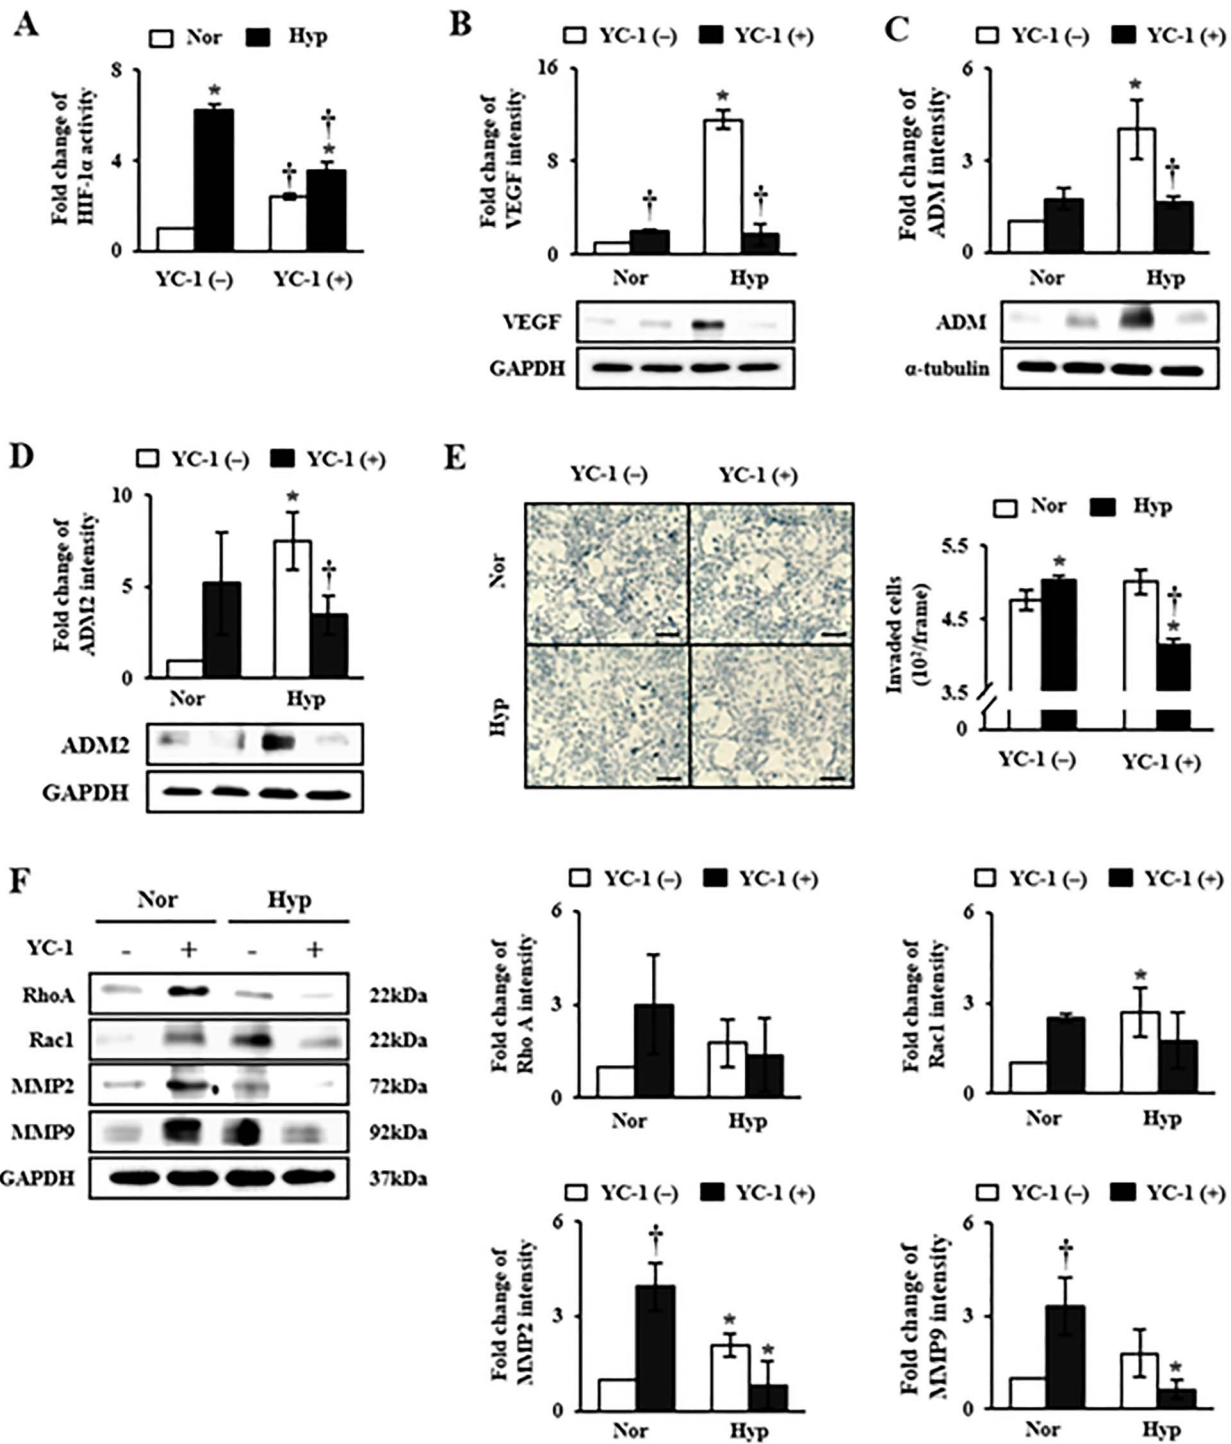 A
Nor Hyp
Fold change of
HIF-1α activity
8
*
†
†
*
4
0
YC-1 (–) YC-1 (+)
B
YC-1 (–) YC-1 (+)
Fold change of
VEGF intensity
16
*
8
†
†
0
Nor Hyp
VEGF
GAPDH
C
YC-1 (–) YC-1 (+)
Fold change of
ADM intensity
6
*
3
†
0
Nor Hyp
ADM
α-tubulin
D
YC-1 (–) YC-1 (+)
Fold change of
ADM2 intensity
10
*
5
†
0
Nor Hyp
ADM2
GAPDH
E
YC-1 (–) YC-1 (+)
Nor
Hyp
Nor Hyp
Invaded cells
(10²/frame)
5.5
*
4.5
†
*
3.5
0
YC-1 (–) YC-1 (+)
F
Nor Hyp
YC-1 - + - +
RhoA 22kDa
Rac1 22kDa
MMP2 72kDa
MMP9 92kDa
GAPDH 37kDa
YC-1 (–) YC-1 (+)
Fold change of
Rho A intensity
6
3
0
Nor Hyp
YC-1 (–) YC-1 (+)
Fold change of
Rac1 intensity
6
*
3
0
Nor Hyp
YC-1 (–) YC-1 (+)
Fold change of
MMP2 intensity
6
†
3
*
*
0
Nor Hyp
YC-1 (–) YC-1 (+)
Fold change of
MMP9 intensity
6
†
3
*
0
Nor Hyp